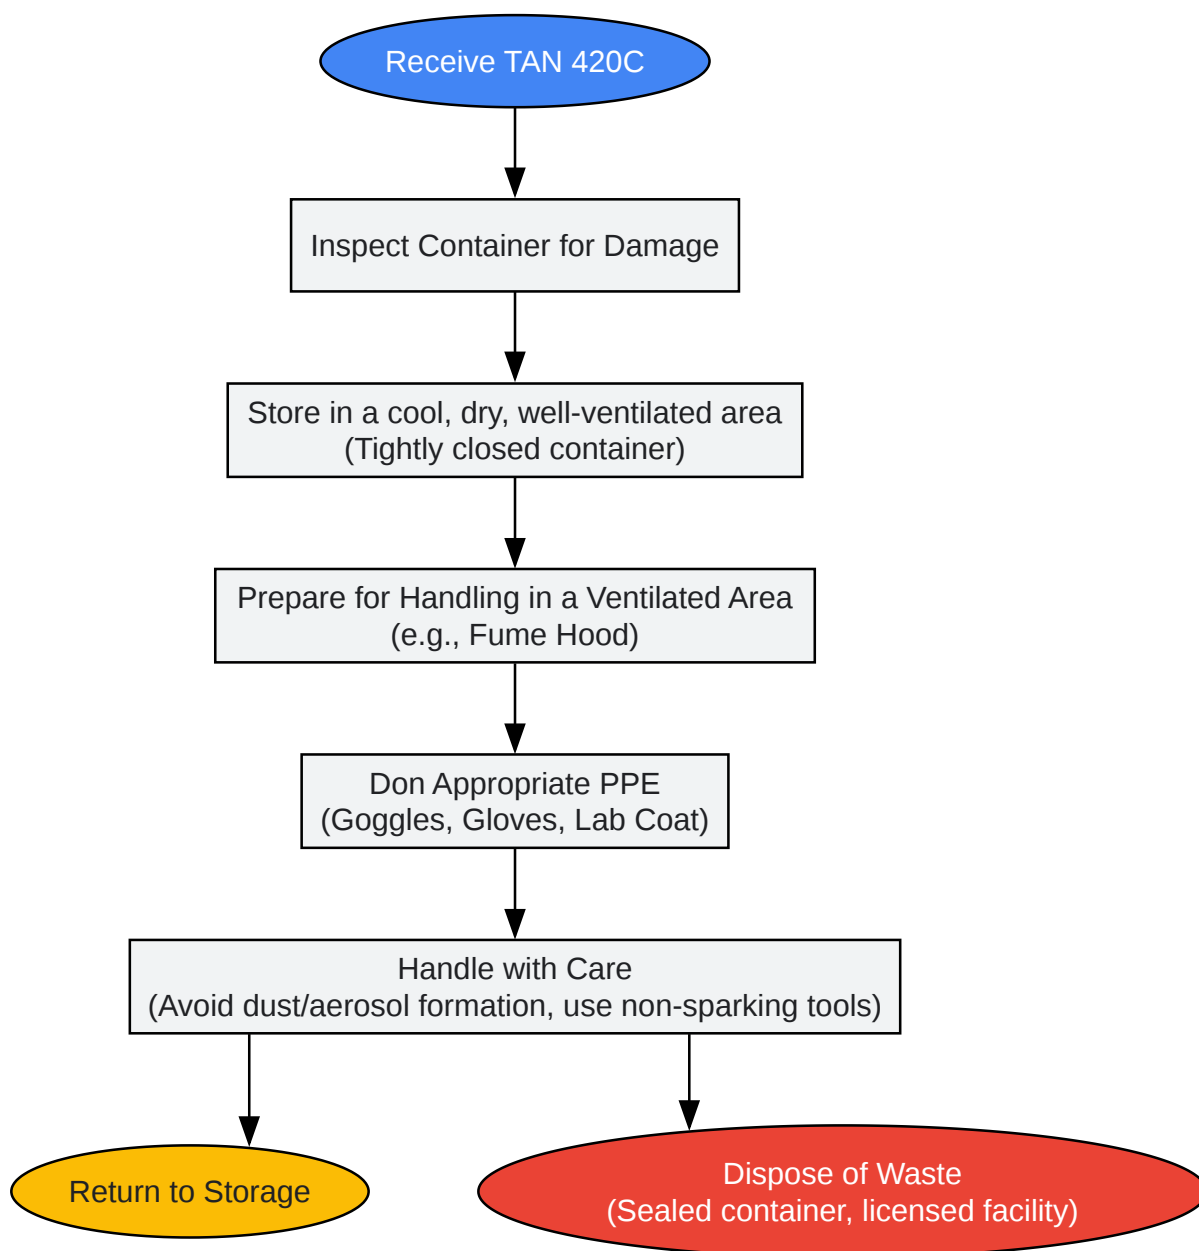 Receive TAN 420C
Inspect Container for Damage
Store in a cool, dry, well-ventilated area
(Tightly closed container)
Prepare for Handling in a Ventilated Area
(e.g., Fume Hood)
Don Appropriate PPE
(Goggles, Gloves, Lab Coat)
Handle with Care
(Avoid dust/aerosol formation, use non-sparking tools)
Return to Storage
Dispose of Waste
(Sealed container, licensed facility)